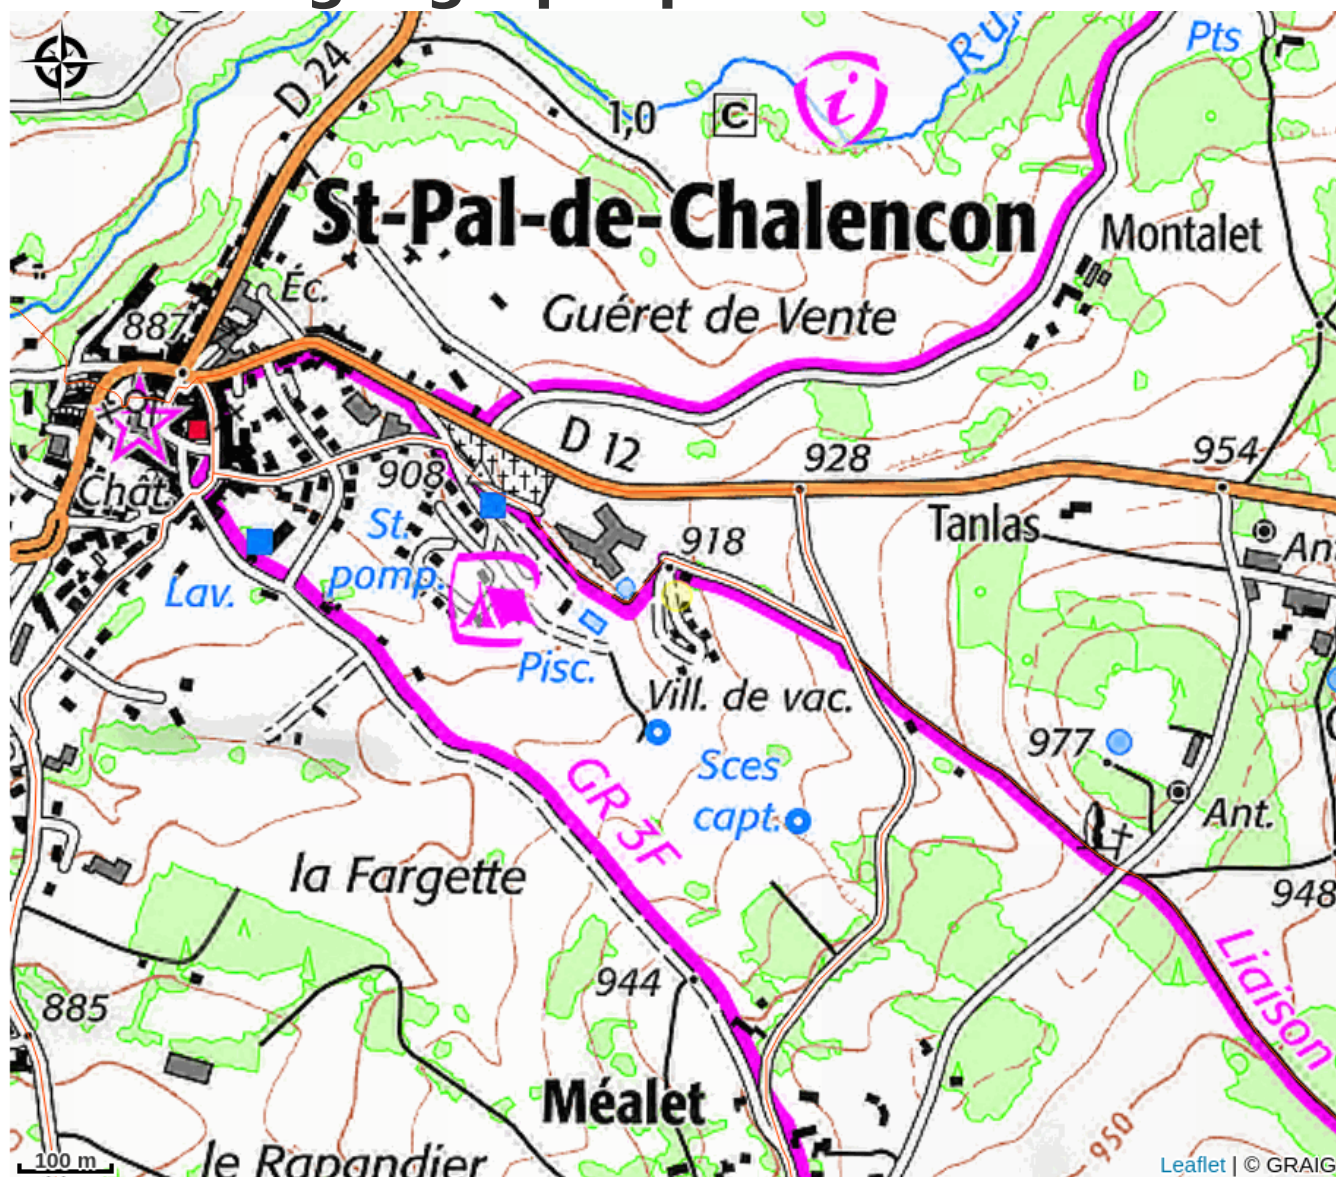 Pts
Ru.
D 24
1,0
C
i
St-Pal-de-Chalencon
Montalet
Éc.
Guéret de Vente
887
D 12
928
954
908
Chât.
Tanlas
918
St.
pomp.
Lav.
Ant.
Pisc.
Vill. de vac.
977
Sces
capt.
GR 3F
Ant.
la Fargette
948
944
Liaison
885
Méalet
950
le Rapandier
100 m
Leaflet | © GRAIG